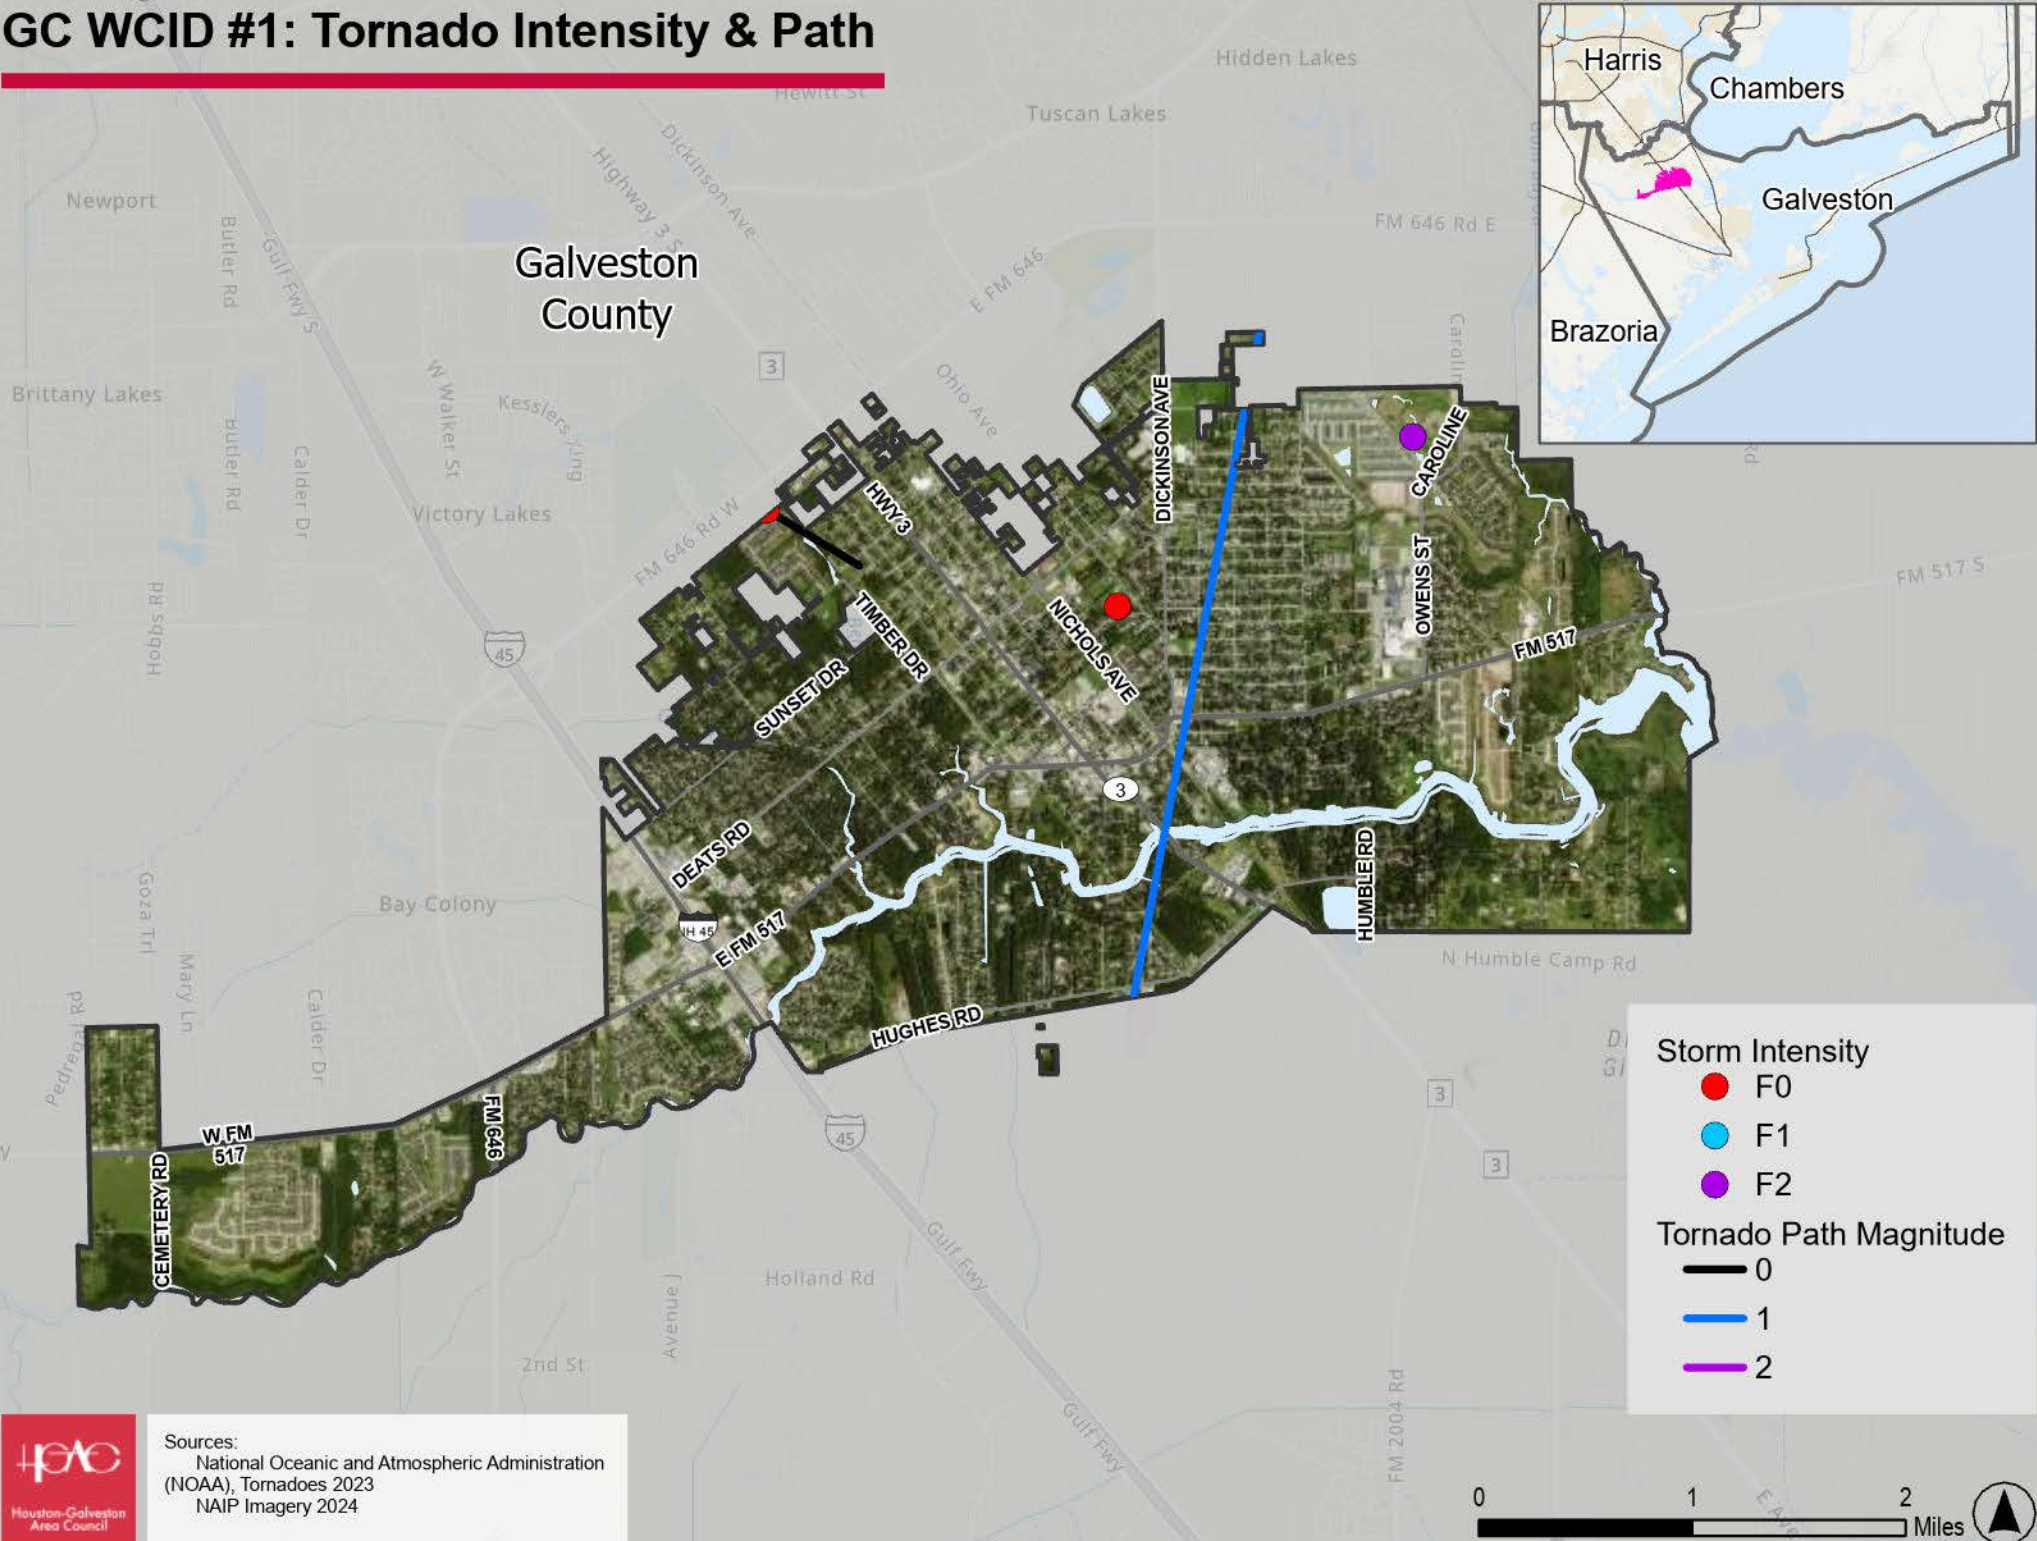 GC WCID #1: Tornado Intensity & Path
Hewitt St
Hidden Lakes
Tuscan Lakes
Dickinson Ave
Highway 3 S
Newport
Butler Rd
Gulf Fwy S
Galveston
County
FM 646 Rd E
E FM 646
Harris
Chambers
Galveston
Brazoria
3
Brittany Lakes
W Walker St
Kesslers Xing
Ohio Ave
Butler Rd
Calder Dr
Victory Lakes
FM 646 Rd W
HWY 3
DICKINSON AVE
CAROLINE
OWENS ST
Rd
FM 517 S
Hobbs Rd
45
TIMBER DR
NICHOLS AVE
FM 517
SUNSET DR
3
DEATS RD
HUMBLE RD
Goza Trl
Bay Colony
IH 45
E FM 517
N Humble Camp Rd
Mary Ln
Pedregal Rd
Calder Dr
HUGHES RD
W FM
517
FM 646
CEMETERY RD
45
3
3
Gulf Fwy
Holland Rd
Avenue J
2nd St
Gulf Fwy
FM 2004 Rd
E Ave
Storm Intensity
F0
F1
F2
Tornado Path Magnitude
0
1
2
Houston-Galveston
Area Council
Sources:
National Oceanic and Atmospheric Administration
(NOAA), Tornadoes 2023
NAIP Imagery 2024
0 1 2
Miles